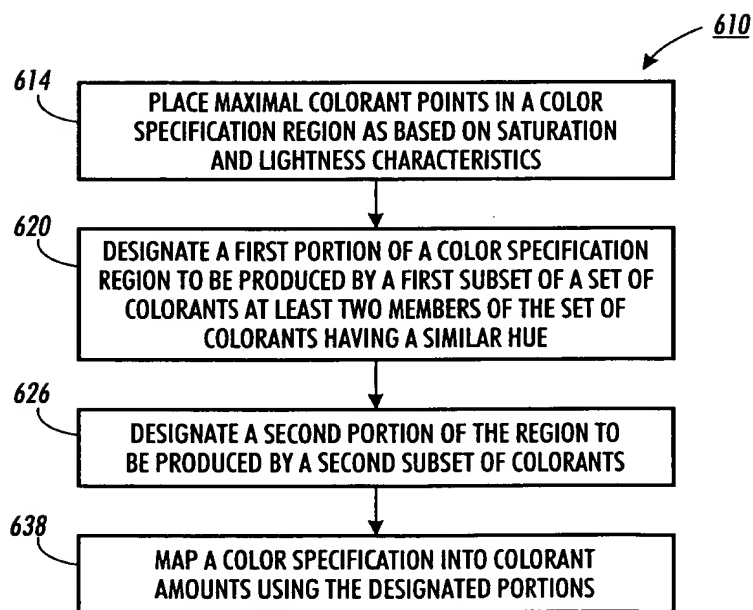 610
614
PLACE MAXIMAL COLORANT POINTS IN A COLOR
SPECIFICATION REGION AS BASED ON SATURATION
AND LIGHTNESS CHARACTERISTICS
620
DESIGNATE A FIRST PORTION OF A COLOR SPECIFICATION
REGION TO BE PRODUCED BY A FIRST SUBSET OF A SET OF
COLORANTS AT LEAST TWO MEMBERS OF THE SET OF
COLORANTS HAVING A SIMILAR HUE
626
DESIGNATE A SECOND PORTION OF THE REGION TO
BE PRODUCED BY A SECOND SUBSET OF COLORANTS
638
MAP A COLOR SPECIFICATION INTO COLORANT
AMOUNTS USING THE DESIGNATED PORTIONS